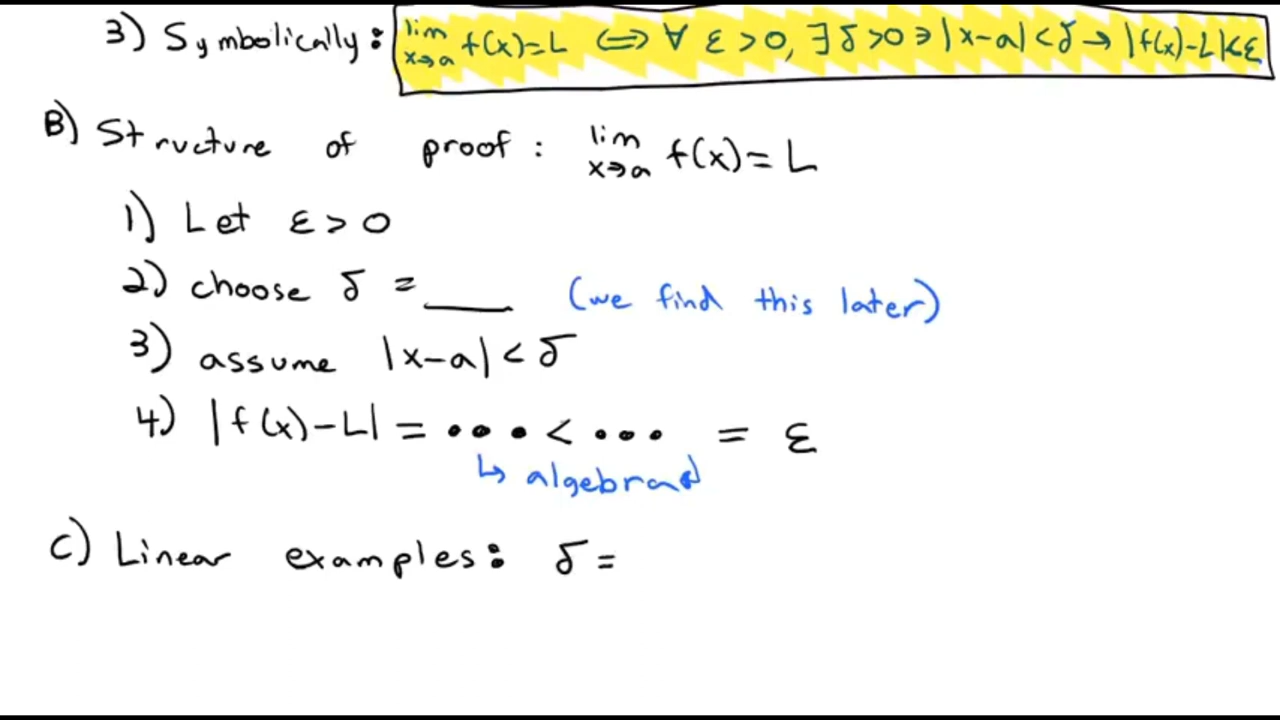 3) Symbolically: lim x→a f(x)=L ⟺ ∀ ε>0, ∃ δ>0 ∋ |x-a|<δ → |f(x)-L|<ε
B) Structure of proof: lim x→a f(x)=L
1) Let ε>0
2) choose δ = ___ (we find this later)
3) assume |x-a|<δ
4) |f(x)-L| = ••• < ••• = ε
↳ algebra
C) Linear examples: δ=